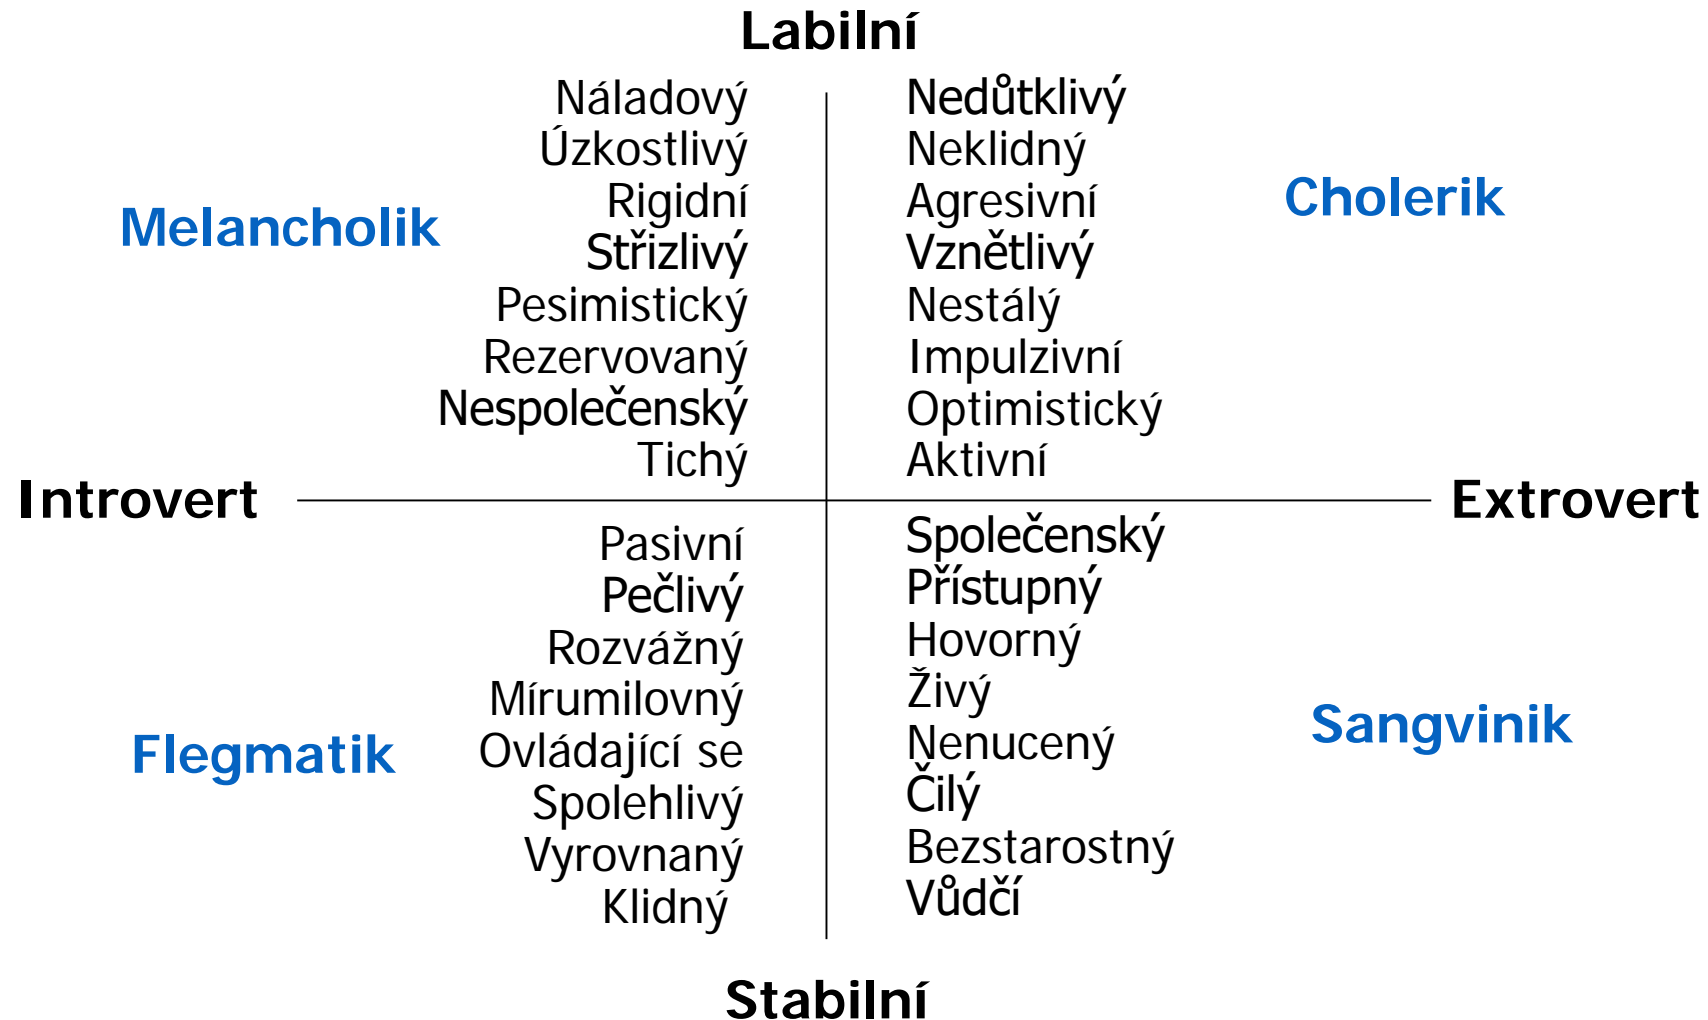 Labilní
Náladový
Úzkostlivý
Rigidní
Střizlivý
Pesimistický
Rezervovaný
Nespolečenský
Tichý
Melancholik
Nedůtklivý
Neklidný
Agresivní
Vznětlivý
Nestálý
Impulzivní
Optimistický
Aktivní
Cholerik
Introvert
Extrovert
Pasivní
Pečlivý
Rozvážný
Mírumilovný
Ovládající se
Spolehlivý
Vyrovnaný
Klidný
Flegmatik
Společenský
Přístupný
Hovorný
Živý
Nenucený
Čilý
Bezstarostný
Vůdčí
Sangvinik
Stabilní